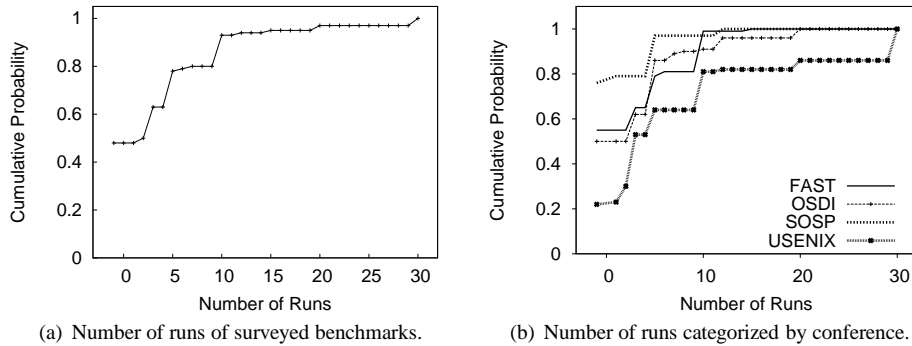 Cumulative Probability
1
0.8
0.6
0.4
0.2
0
0 5 10 15 20 25 30
Number of Runs
(a) Number of runs of surveyed benchmarks.
Cumulative Probability
1
0.8
0.6
0.4
0.2
0
FAST
OSDI
SOSP
USENIX
0 10 20 30
Number of Runs
(b) Number of runs categorized by conference.